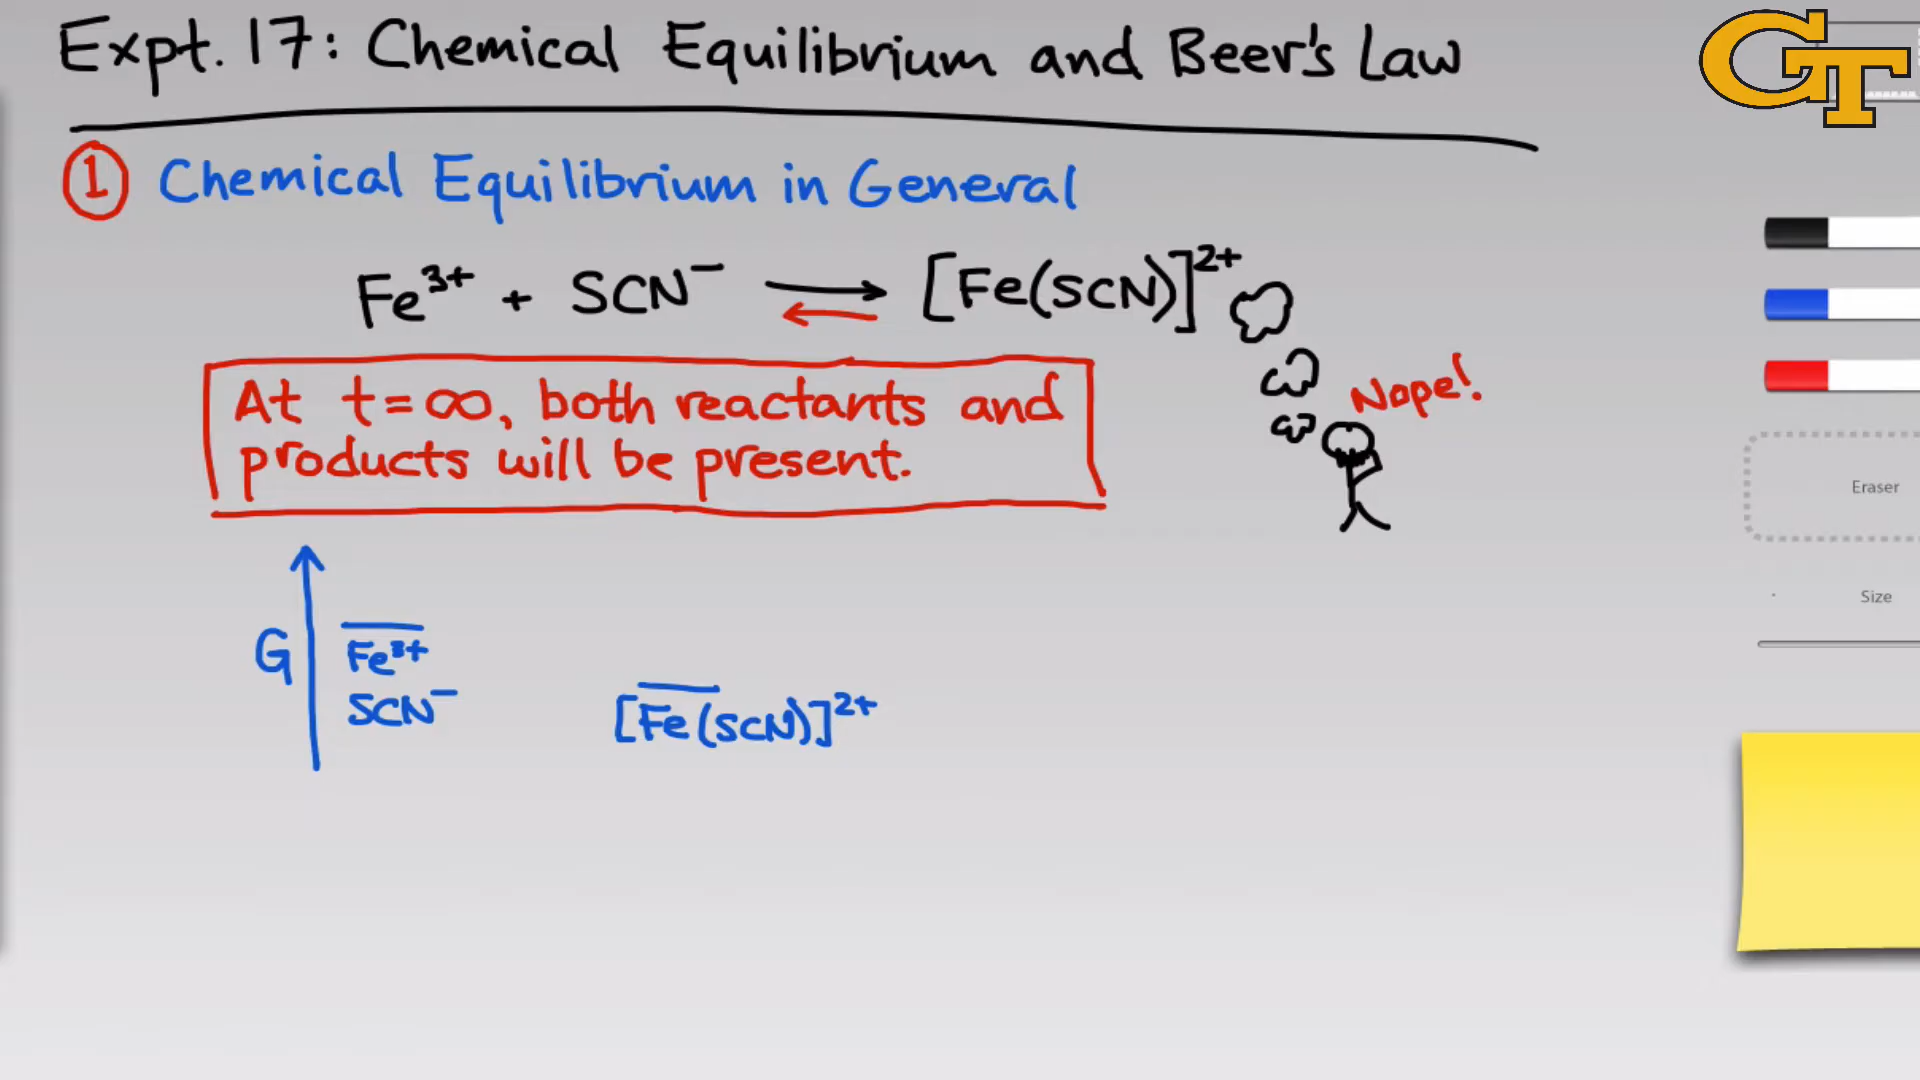 Expt. 17: Chemical Equilibrium and Beer's Law
GT
1 Chemical Equilibrium in General
Fe³⁺ + SCN⁻ ⇄ [Fe(SCN)]²⁺
At t=∞, both reactants and
products will be present.
Nope!
Eraser
Size
G
Fe³⁺
SCN⁻
[Fe(SCN)]²⁺